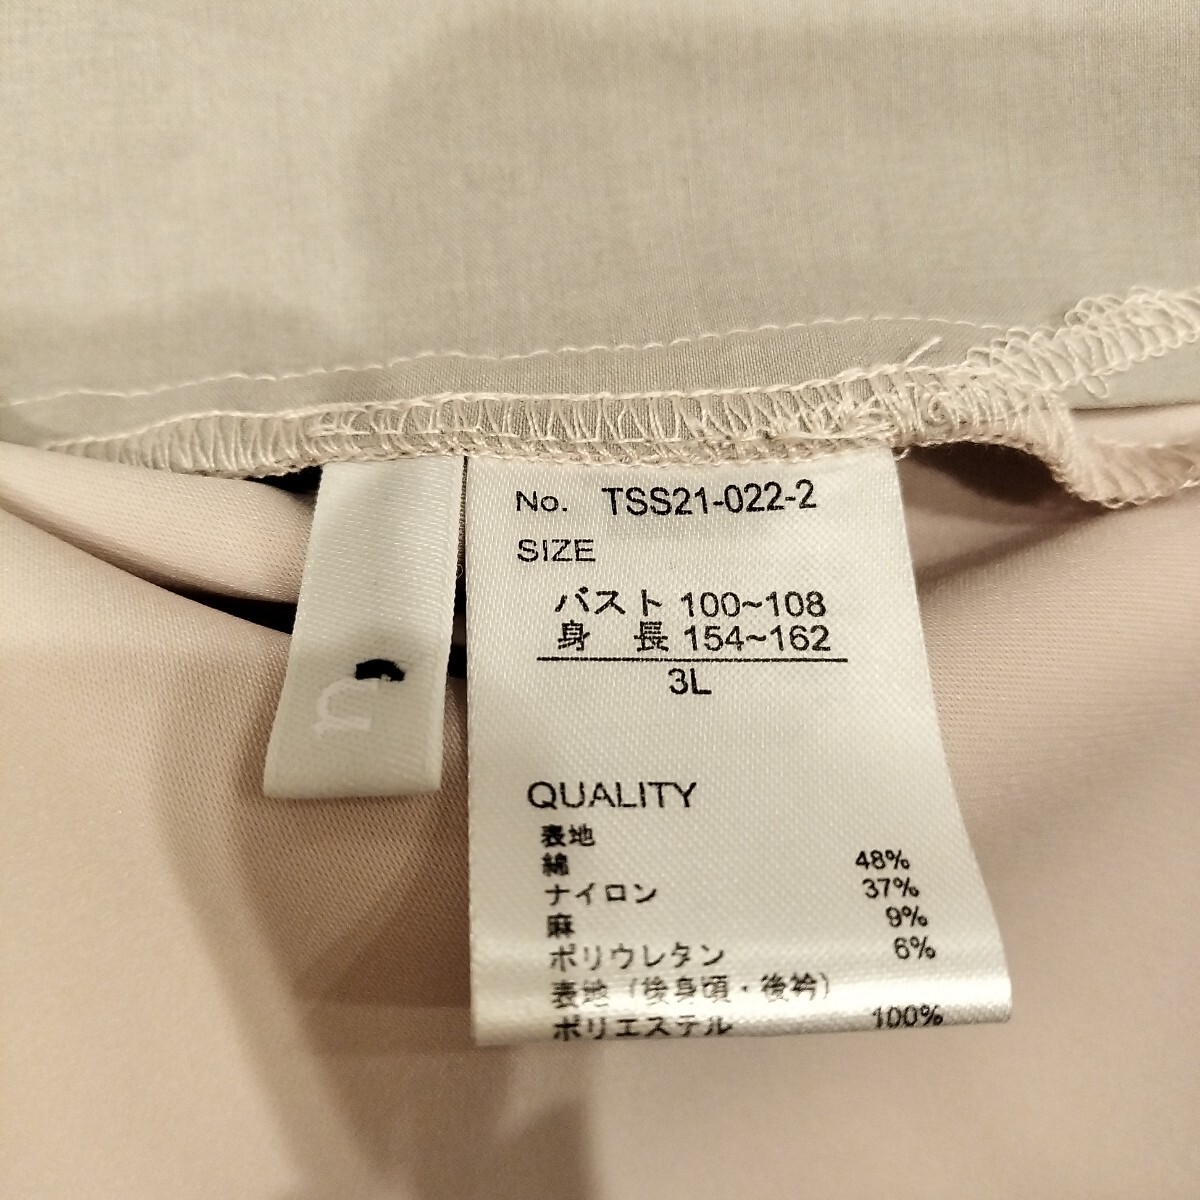 No. TSS21-022-2
SIZE
バスト 100~108
身 長 154~162
3L
QUALITY
表地
綿 48%
ナイロン 37%
麻 9%
ポリウレタン 6%
表地(後身頃・後衿)
ポリエステル 100%